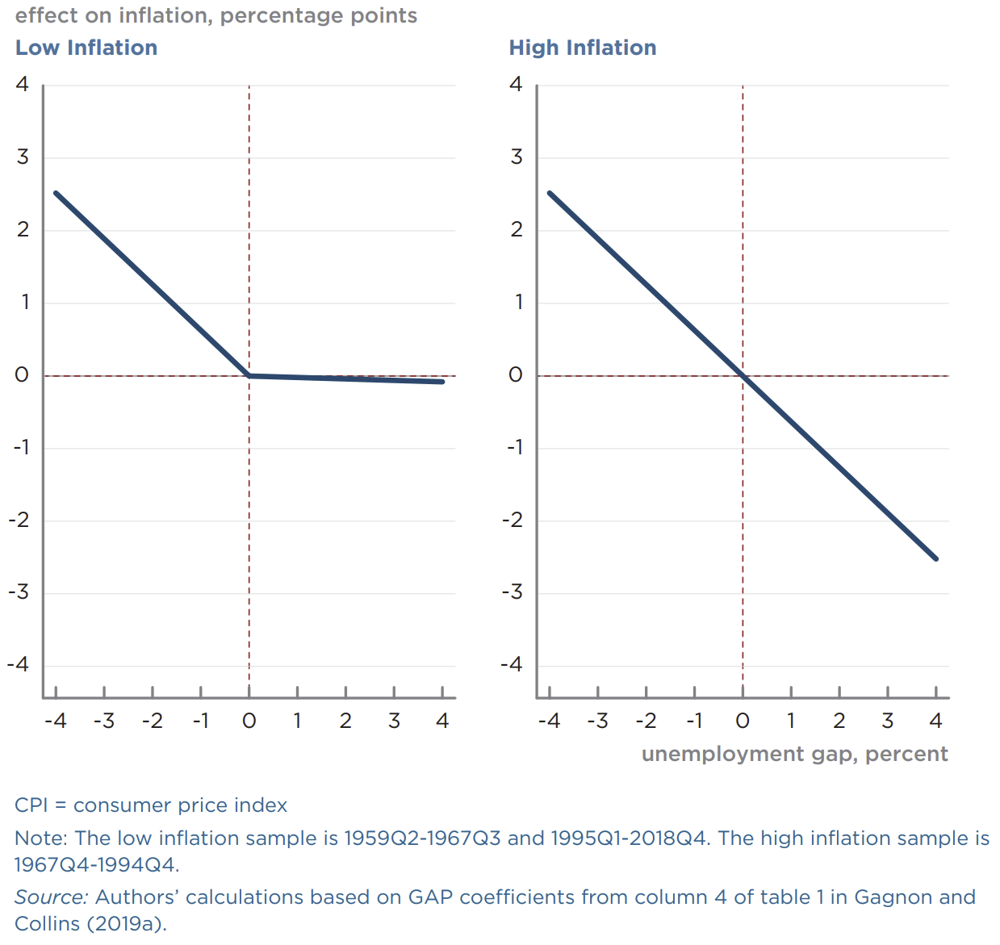 effect on inflation, percentage points
Low Inflation
High Inflation
4
3
2
1
0
-1
-2
-3
-4
-4 -3 -2 -1 0 1 2 3 4
4
3
2
1
0
-1
-2
-3
-4
-4 -3 -2 -1 0 1 2 3 4
unemployment gap, percent
CPI = consumer price index
Note: The low inflation sample is 1959Q2-1967Q3 and 1995Q1-2018Q4. The high inflation sample is
1967Q4-1994Q4.
Source: Authors’ calculations based on GAP coefficients from column 4 of table 1 in Gagnon and
Collins (2019a).